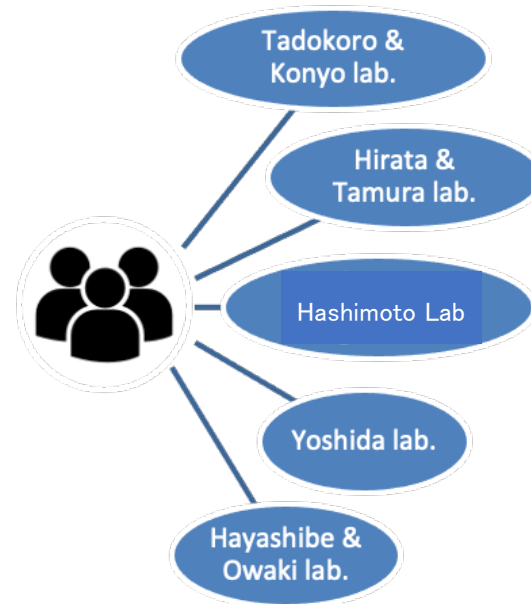 Tadokoro &
Konyo lab.
Hirata &
Tamura lab.
Hashimoto Lab
Yoshida lab.
Hayashibe &
Owaki lab.